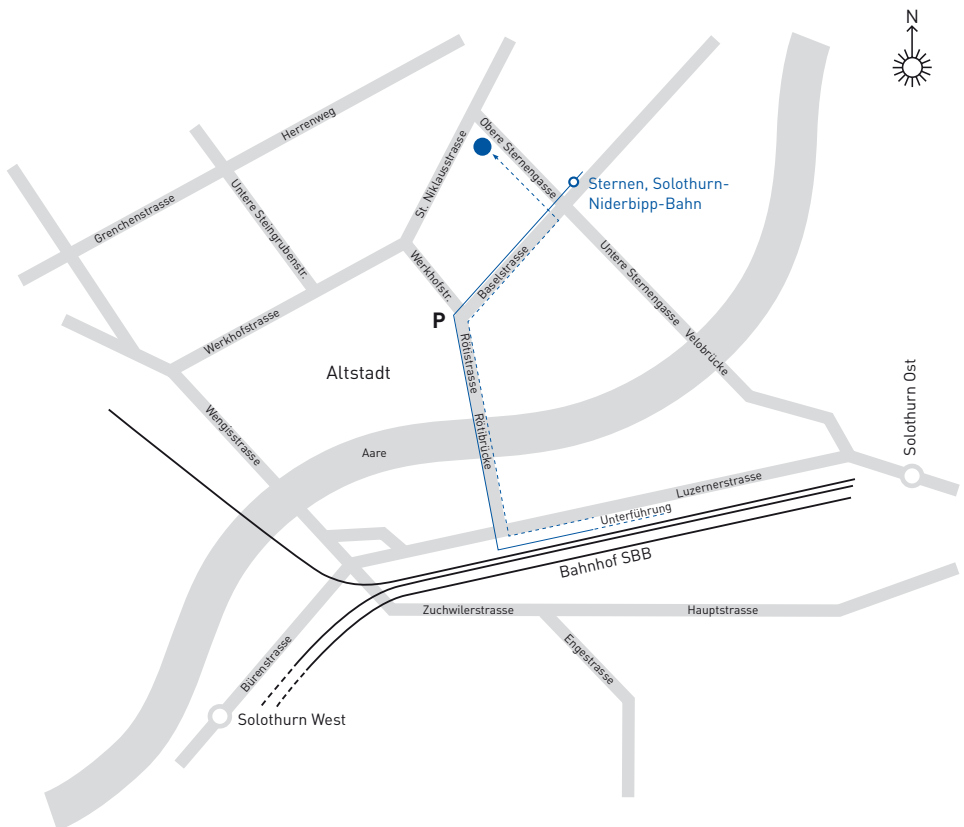 N
Herrenweg
Obere Sternengasse
St. Niklausstrasse
Sternen, Solothurn-
Niderbipp-Bahn
Untere Steingrubenstr.
Grenchenstrasse
Werkhofstr.
Baselstrasse
Untere Sternengasse
Werkhofstrasse
P
Rötistrasse
Velobrücke
Altstadt
Solothurn Ost
Wengisstrasse
Rötibrücke
Aare
Luzernerstrasse
Unterführung
Bahnhof SBB
Zuchwilerstrasse
Hauptstrasse
Bürenstrasse
Engestrasse
Solothurn West